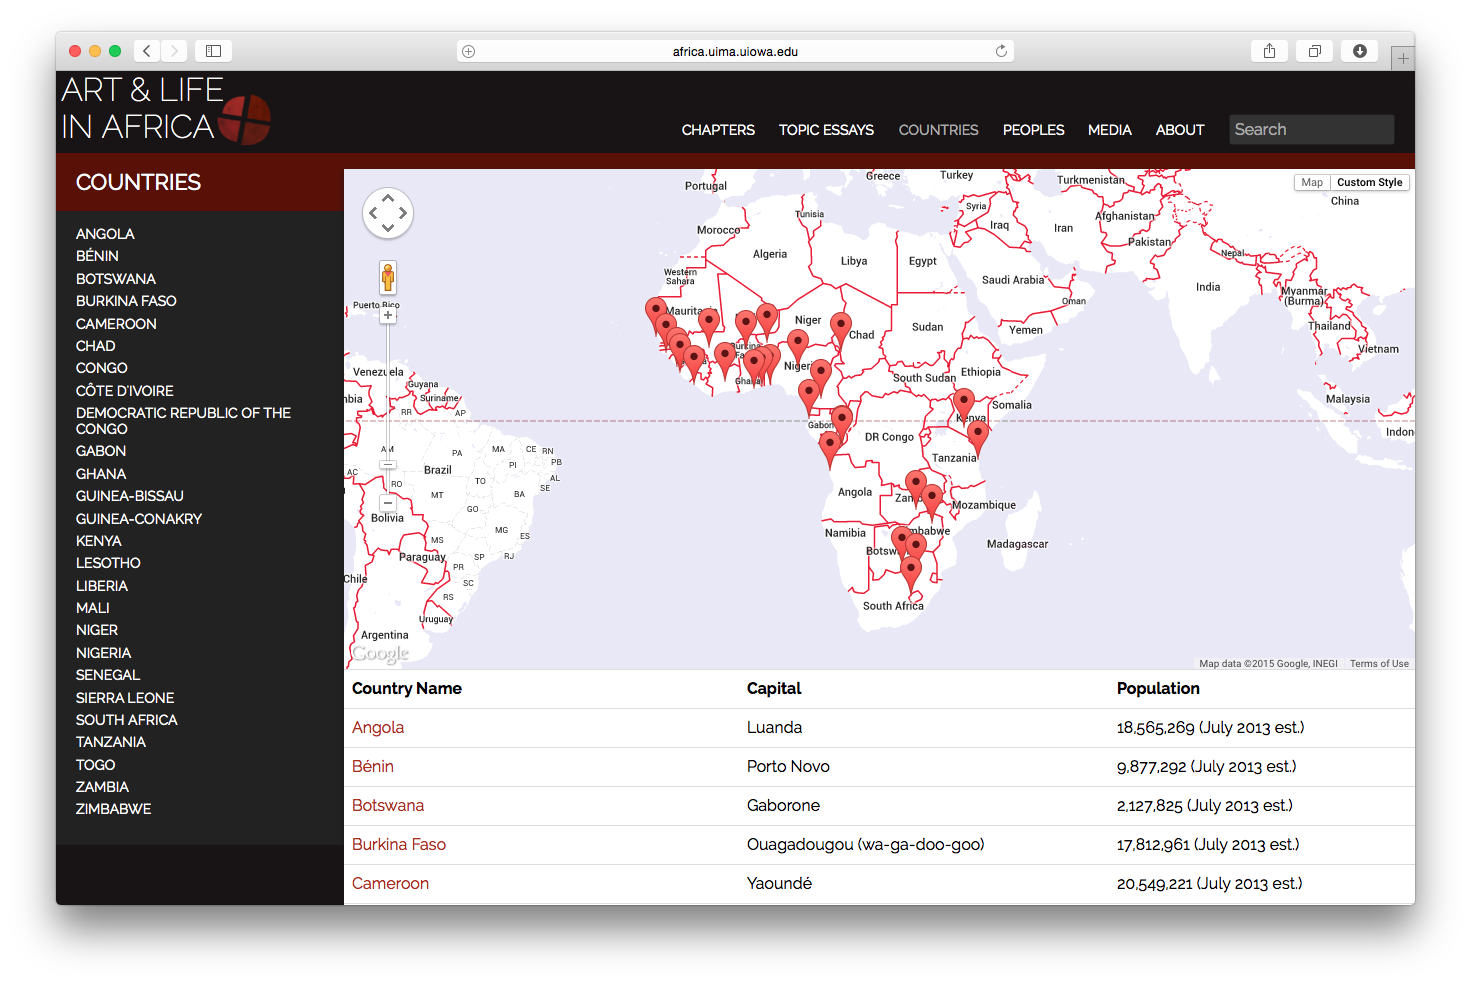 africa.uima.uiowa.edu
ART & LIFE
IN AFRICA
CHAPTERS TOPIC ESSAYS COUNTRIES PEOPLES MEDIA ABOUT Search
COUNTRIES
ANGOLA
BÉNIN
BOTSWANA
BURKINA FASO
CAMEROON
CHAD
CONGO
CÔTE D'IVOIRE
DEMOCRATIC REPUBLIC OF THE
CONGO
GABON
GHANA
GUINEA-BISSAU
GUINEA-CONAKRY
KENYA
LESOTHO
LIBERIA
MALI
NIGER
NIGERIA
SENEGAL
SIERRA LEONE
SOUTH AFRICA
TANZANIA
TOGO
ZAMBIA
ZIMBABWE
Map Custom Style
Portugal
Greece
Turkey
Turkmenistan
China
Tunisia
Syria
Afghanistan
Morocco
Iraq
Iran
Pakistan
Algeria
Libya
Egypt
Nepal
Western
Sahara
Saudi Arabia
India
Myanmar
(Burma)
Oman
Puerto Rico
Niger
Sudan
Yemen
Thailand
Chad
Vietnam
Venezuela
Guyana
Suriname
South Sudan
Ethiopia
Somalia
Malaysia
Ghana
RR
AP
Gabon
Kenya
DR Congo
Tanzania
AM
PA
MA
CE
RN
PB
PI
AL
SE
AC
RO
Brazil
TO
MT
BA
GO
Angola
Mozambique
Bolivia
MG
ES
MS
Namibia
Madagascar
Paraguay
SP
RJ
PR
SC
Chile
RS
South Africa
Uruguay
Argentina
Google
Map data ©2015 Google, INEGI Terms of Use
Country Name Capital Population
Angola Luanda 18,565,269 (July 2013 est.)
Bénin Porto Novo 9,877,292 (July 2013 est.)
Botswana Gaborone 2,127,825 (July 2013 est.)
Burkina Faso Ouagadougou (wa-ga-doo-goo) 17,812,961 (July 2013 est.)
Cameroon Yaoundé 20,549,221 (July 2013 est.)